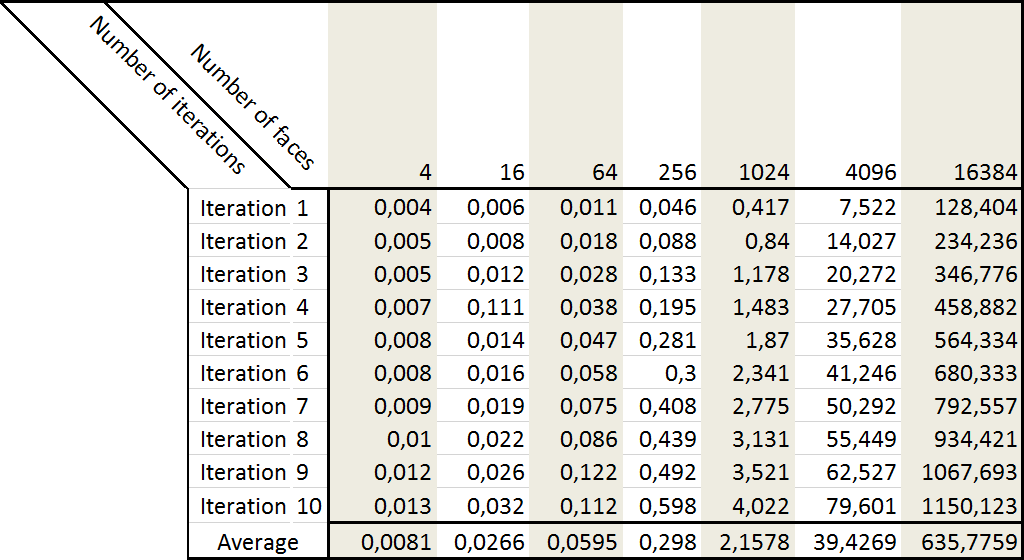 Number of iterations
Number of faces
4 16 64 256 1024 4096 16384
Iteration 1 0,004 0,006 0,011 0,046 0,417 7,522 128,404
Iteration 2 0,005 0,008 0,018 0,088 0,84 14,027 234,236
Iteration 3 0,005 0,012 0,028 0,133 1,178 20,272 346,776
Iteration 4 0,007 0,111 0,038 0,195 1,483 27,705 458,882
Iteration 5 0,008 0,014 0,047 0,281 1,87 35,628 564,334
Iteration 6 0,008 0,016 0,058 0,3 2,341 41,246 680,333
Iteration 7 0,009 0,019 0,075 0,408 2,775 50,292 792,557
Iteration 8 0,01 0,022 0,086 0,439 3,131 55,449 934,421
Iteration 9 0,012 0,026 0,122 0,492 3,521 62,527 1067,693
Iteration 10 0,013 0,032 0,112 0,598 4,022 79,601 1150,123
Average 0,0081 0,0266 0,0595 0,298 2,1578 39,4269 635,7759